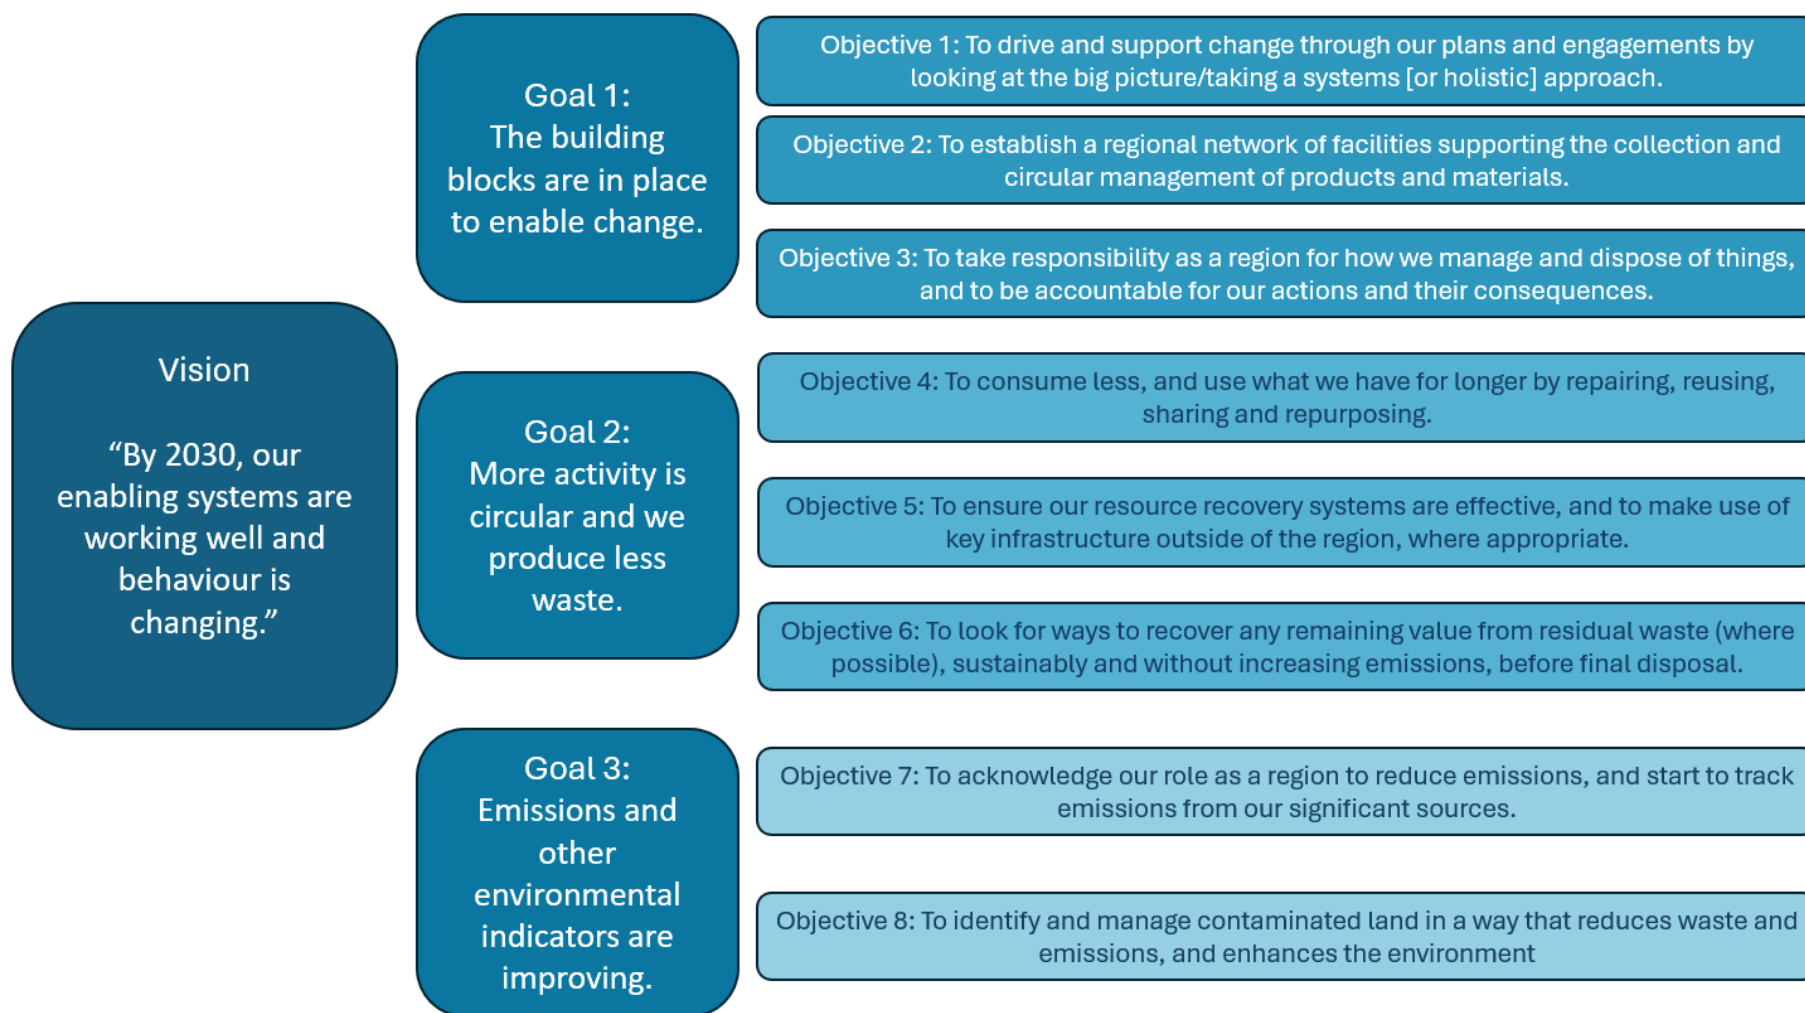 Vision
“By 2030, our
enabling systems are
working well and
behaviour is
changing.”
Goal 1:
The building
blocks are in place
to enable change.
Objective 1: To drive and support change through our plans and engagements by
looking at the big picture/taking a systems [or holistic] approach.
Objective 2: To establish a regional network of facilities supporting the collection and
circular management of products and materials.
Objective 3: To take responsibility as a region for how we manage and dispose of things,
and to be accountable for our actions and their consequences.
Goal 2:
More activity is
circular and we
produce less
waste.
Objective 4: To consume less, and use what we have for longer by repairing, reusing,
sharing and repurposing.
Objective 5: To ensure our resource recovery systems are effective, and to make use of
key infrastructure outside of the region, where appropriate.
Objective 6: To look for ways to recover any remaining value from residual waste (where
possible), sustainably and without increasing emissions, before final disposal.
Goal 3:
Emissions and
other
environmental
indicators are
improving.
Objective 7: To acknowledge our role as a region to reduce emissions, and start to track
emissions from our significant sources.
Objective 8: To identify and manage contaminated land in a way that reduces waste and
emissions, and enhances the environment